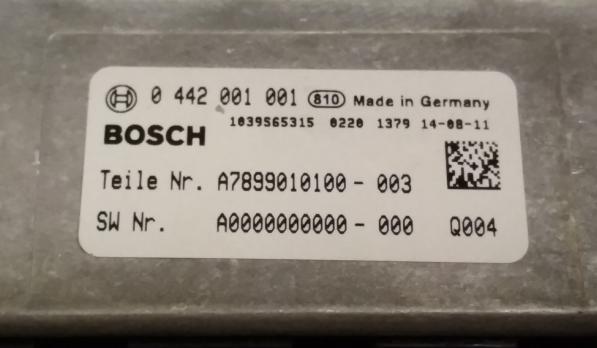 0 442 001 001 810 Made in Germany
1039S65315 0220 1379 14-08-11
BOSCH
Teile Nr. A7899010100 - 003
SW Nr. A0000000000 - 000 Q004